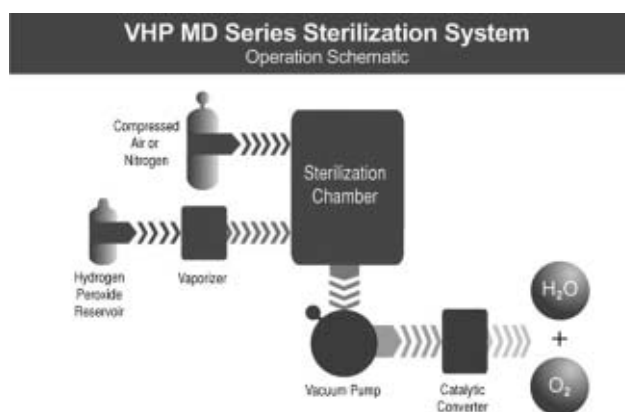 VHP MD Series Sterilization System
Operation Schematic
Compressed
Air or
Nitrogen
Sterilization
Chamber
Hydrogen
Peroxide
Reservoir
Vaporizer
Vacuum Pump
Catalytic
Converter
H₂O
+
O₂